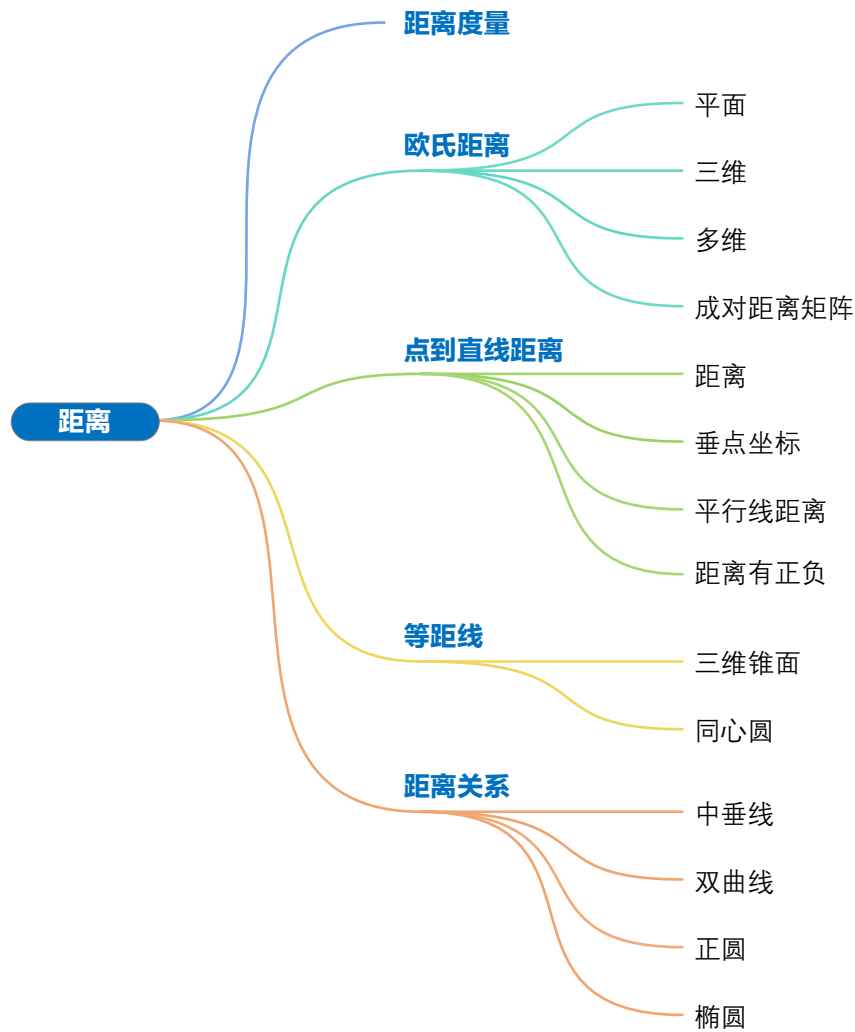 距离
距离度量
欧氏距离
平面
三维
多维
成对距离矩阵
点到直线距离
距离
垂点坐标
平行线距离
距离有正负
等距线
三维锥面
同心圆
距离关系
中垂线
双曲线
正圆
椭圆